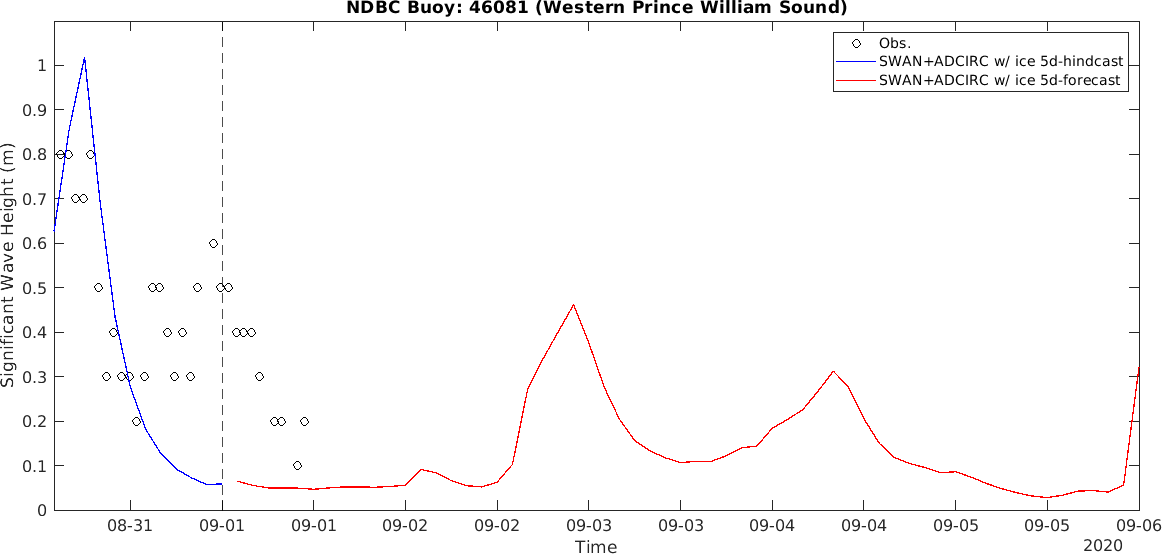 NDBC Buoy: 46081 (Western Prince William Sound)
Obs.
SWAN+ADCIRC w/ ice 5d-hindcast
SWAN+ADCIRC w/ ice 5d-forecast
Significant Wave Height (m)
1
0.9
0.8
0.7
0.6
0.5
0.4
0.3
0.2
0.1
0
08-31 09-01 09-01 09-02 09-02 09-03 09-03 09-04 09-04 09-05 09-05 09-06
Time
2020